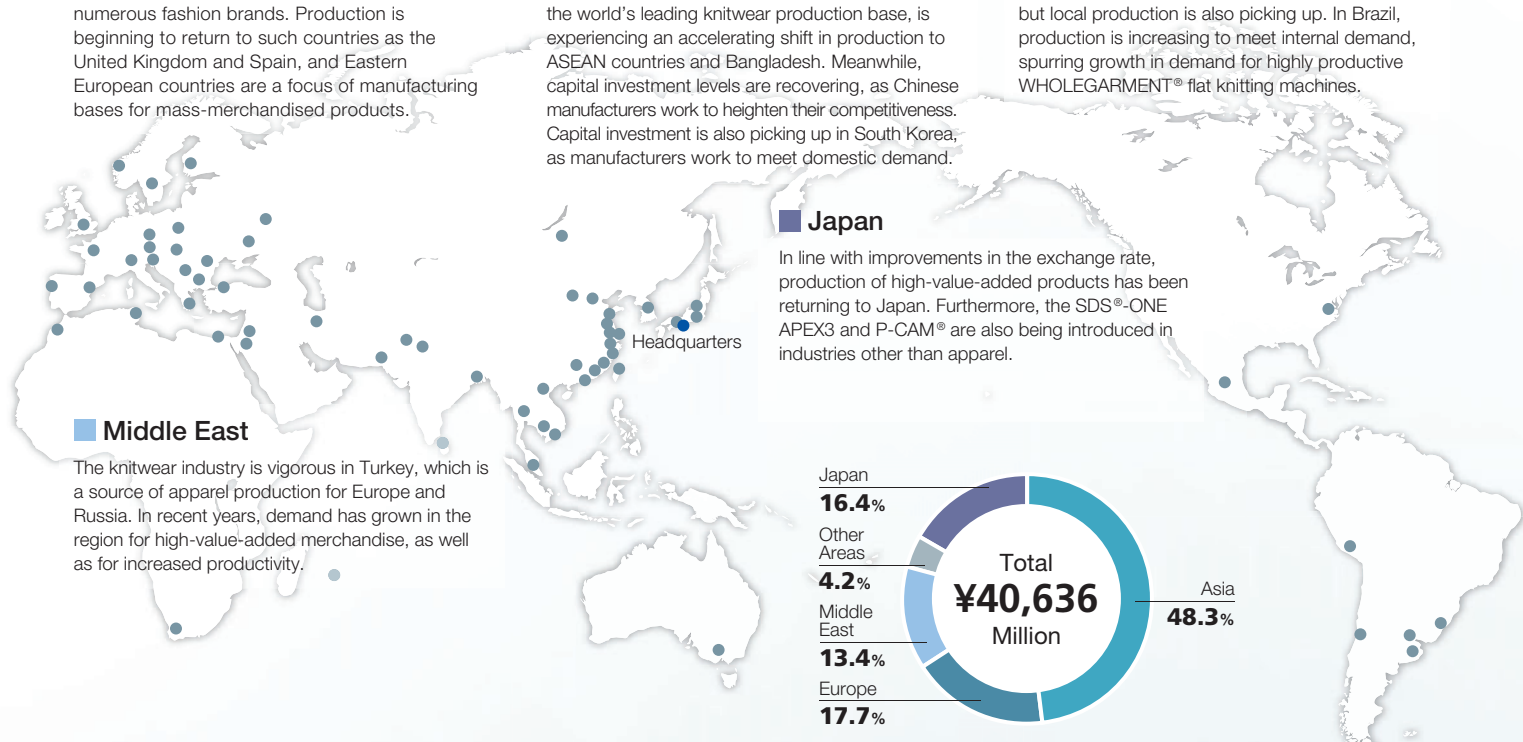 numerous fashion brands. Production is
beginning to return to such countries as the
United Kingdom and Spain, and Eastern
European countries are a focus of manufacturing
bases for mass-merchandised products.
the world's leading knitwear production base, is
experiencing an accelerating shift in production to
ASEAN countries and Bangladesh. Meanwhile,
capital investment levels are recovering, as Chinese
manufacturers work to heighten their competitiveness.
Capital investment is also picking up in South Korea,
as manufacturers work to meet domestic demand.
but local production is also picking up. In Brazil,
production is increasing to meet internal demand,
spurring growth in demand for highly productive
WHOLEGARMENT® flat knitting machines.
Japan
In line with improvements in the exchange rate,
production of high-value-added products has been
returning to Japan. Furthermore, the SDS®-ONE
APEX3 and P-CAM® are also being introduced in
industries other than apparel.
Headquarters
Middle East
The knitwear industry is vigorous in Turkey, which is
a source of apparel production for Europe and
Russia. In recent years, demand has grown in the
region for high-value-added merchandise, as well
as for increased productivity.
Japan
16.4%
Other
Areas
4.2%
Middle
East
13.4%
Europe
17.7%
Total
¥40,636
Million
Asia
48.3%